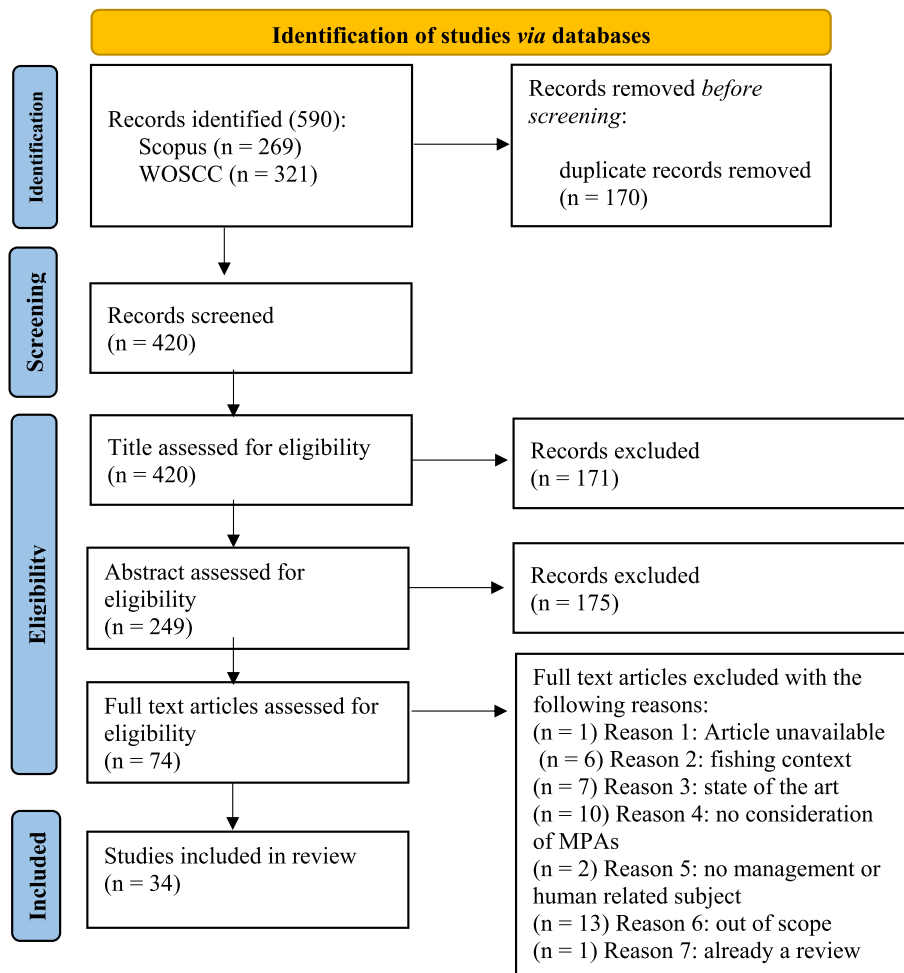 Identification of studies via databases
Identification
Records identified (590):
Scopus (n = 269)
WOSCC (n = 321)
Records removed before
screening:
duplicate records removed
(n = 170)
Screening
Records screened
(n = 420)
Eligibility
Title assessed for eligibility
(n = 420)
Records excluded
(n = 171)
Abstract assessed for
eligibility
(n = 249)
Records excluded
(n = 175)
Full text articles assessed for
eligibility
(n = 74)
Full text articles excluded with the
following reasons:
(n = 1) Reason 1: Article unavailable
(n = 6) Reason 2: fishing context
(n = 7) Reason 3: state of the art
(n = 10) Reason 4: no consideration
of MPAs
(n = 2) Reason 5: no management or
human related subject
(n = 13) Reason 6: out of scope
(n = 1) Reason 7: already a review
Included
Studies included in review
(n = 34)